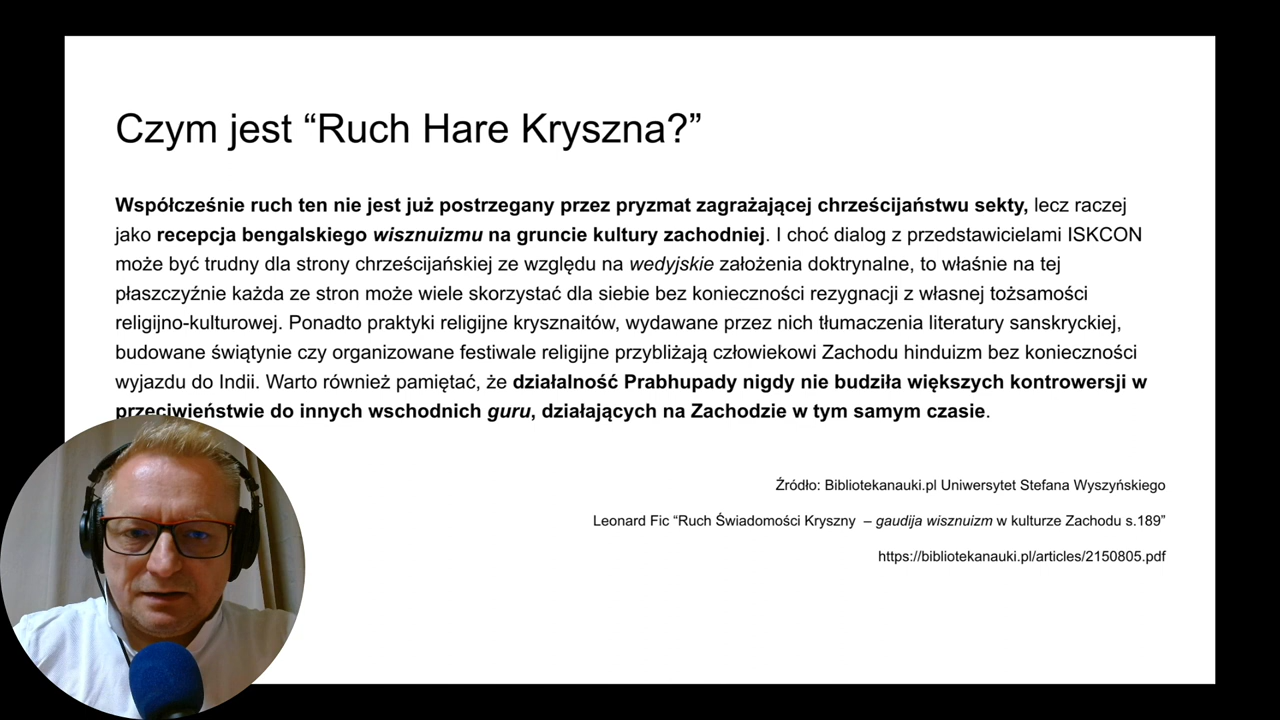 Czym jest “Ruch Hare Kryszna?”
Współcześnie ruch ten nie jest już postrzegany przez pryzmat zagrażającej chrześcijaństwu sekty, lecz raczej
jako recepcja bengalskiego wisznuizmu na gruncie kultury zachodniej. I choć dialog z przedstawicielami ISKCON
może być trudny dla strony chrześcijańskiej ze względu na wedyjskie założenia doktrynalne, to właśnie na tej
płaszczyźnie każda ze stron może wiele skorzystać dla siebie bez konieczności rezygnacji z własnej tożsamości
religijno-kulturowej. Ponadto praktyki religijne krysznaitów, wydawane przez nich tłumaczenia literatury sanskryckiej,
budowane świątynie czy organizowane festiwale religijne przybliżają człowiekowi Zachodu hinduizm bez konieczności
wyjazdu do Indii. Warto również pamiętać, że działalność Prabhupady nigdy nie budziła większych kontrowersji w
przeciwieństwie do innych wschodnich guru, działających na Zachodzie w tym samym czasie.
Źródło: Bibliotekanauki.pl Uniwersytet Stefana Wyszyńskiego
Leonard Fic “Ruch Świadomości Kryszny – gaudija wisznuizm w kulturze Zachodu s.189”
https://bibliotekanauki.pl/articles/2150805.pdf